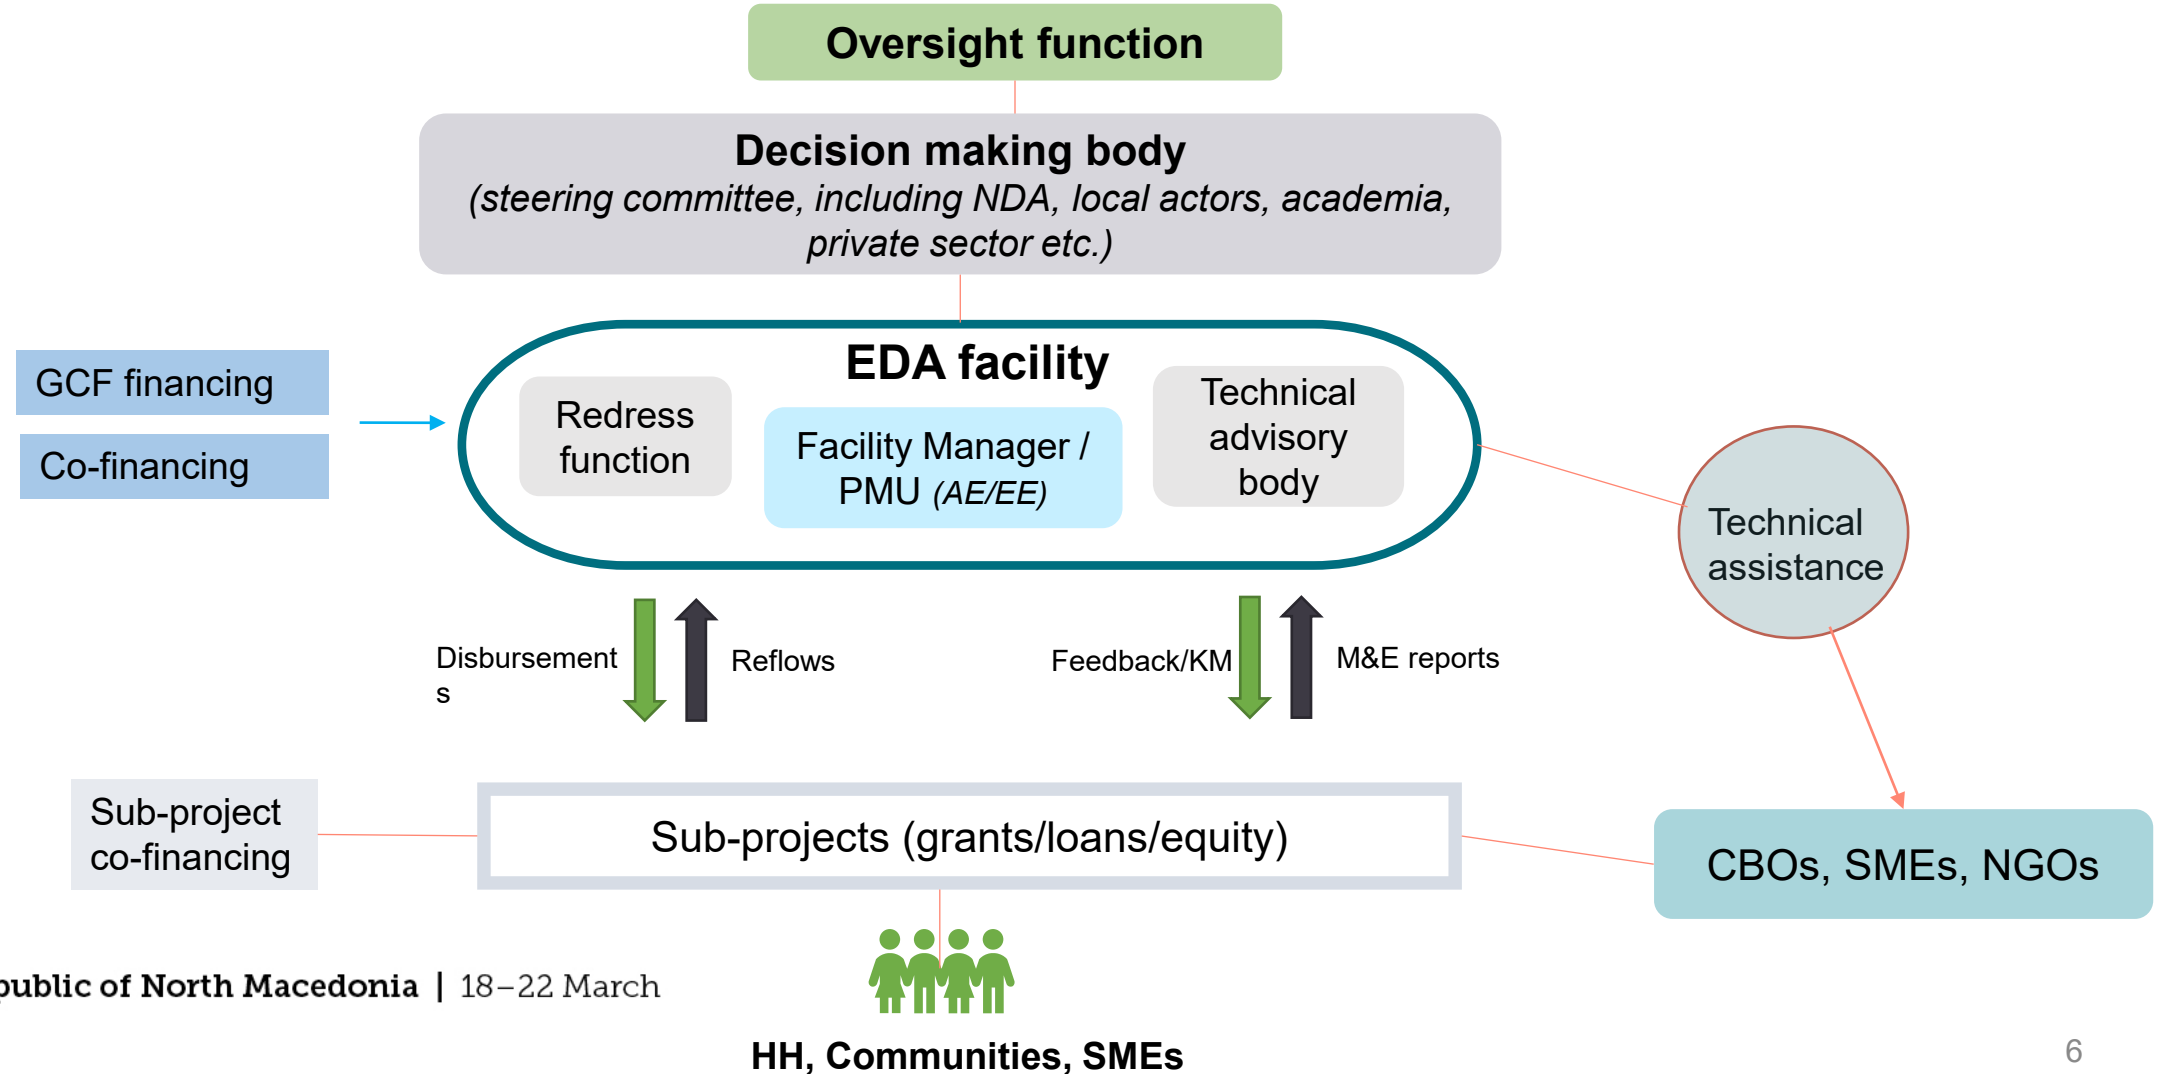 Oversight function
Decision making body
(steering committee, including NDA, local actors, academia,
private sector etc.)
EDA facility
GCF financing
Co-financing
Redress
function
Facility Manager /
PMU (AE/EE)
Technical
advisory
body
Technical
assistance
Disbursement
s
Reflows
Feedback/KM
M&E reports
Sub-project
co-financing
Sub-projects (grants/loans/equity)
CBOs, SMEs, NGOs
public of North Macedonia | 18–22 March
HH, Communities, SMEs
6